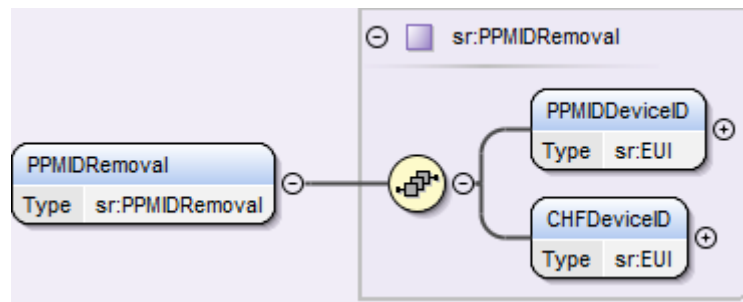 sr:PPMIDRemoval
PPMIDDeviceID
Type sr:EUI
PPMIDRemoval
Type sr:PPMIDRemoval
CHFDeviceID
Type sr:EUI